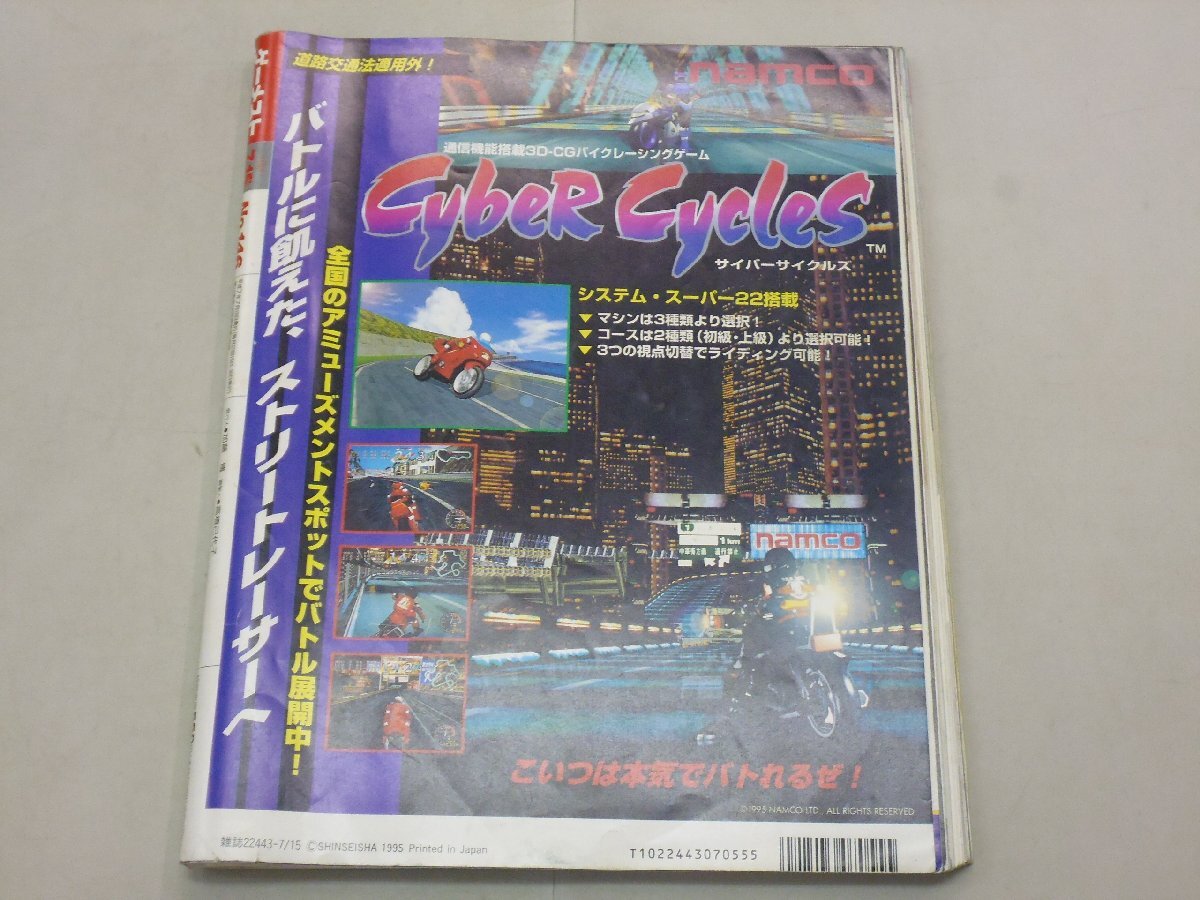 道路交通法適用外！
バトルに飢えた、ストリートレーサーへ
全国のアミューズメントスポットでバトル展開中！
namco
通信機能搭載3D-CGバイクレーシングゲーム
Cyber Cycles
TM
サイバーサイクルズ
システム・スーパー22搭載
▼マシンは3種類より選択！
▼コースは2種類（初級・上級）より選択可能！
▼3つの視点切替でライディング可能！
namco
こいつは本気でバトれるぜ！
©1995 NAMCO LTD., ALL RIGHTS RESERVED
雑誌22443-7/15 ©SHINSEISHA 1995 Printed in Japan
T1022443070555